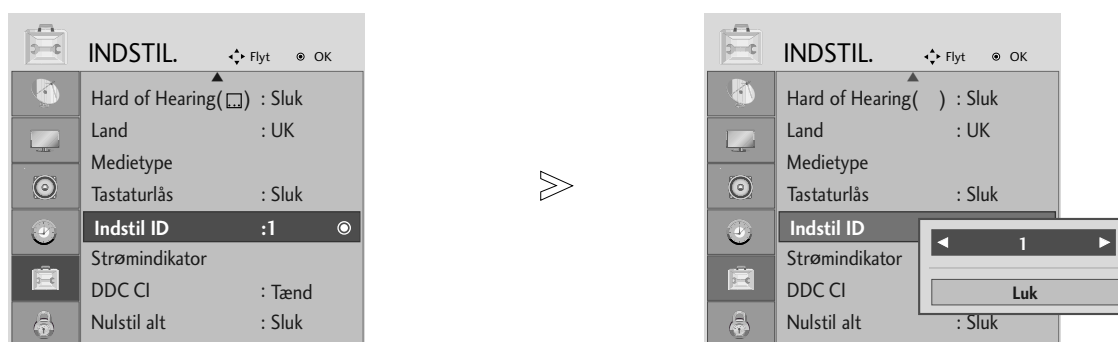 INDSTIL. Flyt OK
Hard of Hearing( ) : Sluk
Land : UK
Medietype
Tastaturlås : Sluk
Indstil ID :1
Strømindikator
DDC CI : Tænd
Nulstil alt : Sluk
INDSTIL. Flyt OK
Hard of Hearing( ) : Sluk
Land : UK
Medietype
Tastaturlås : Sluk
Indstil ID
◄ 1 ►
Strømindikator
DDC CI
Luk
Nulstil alt : Sluk